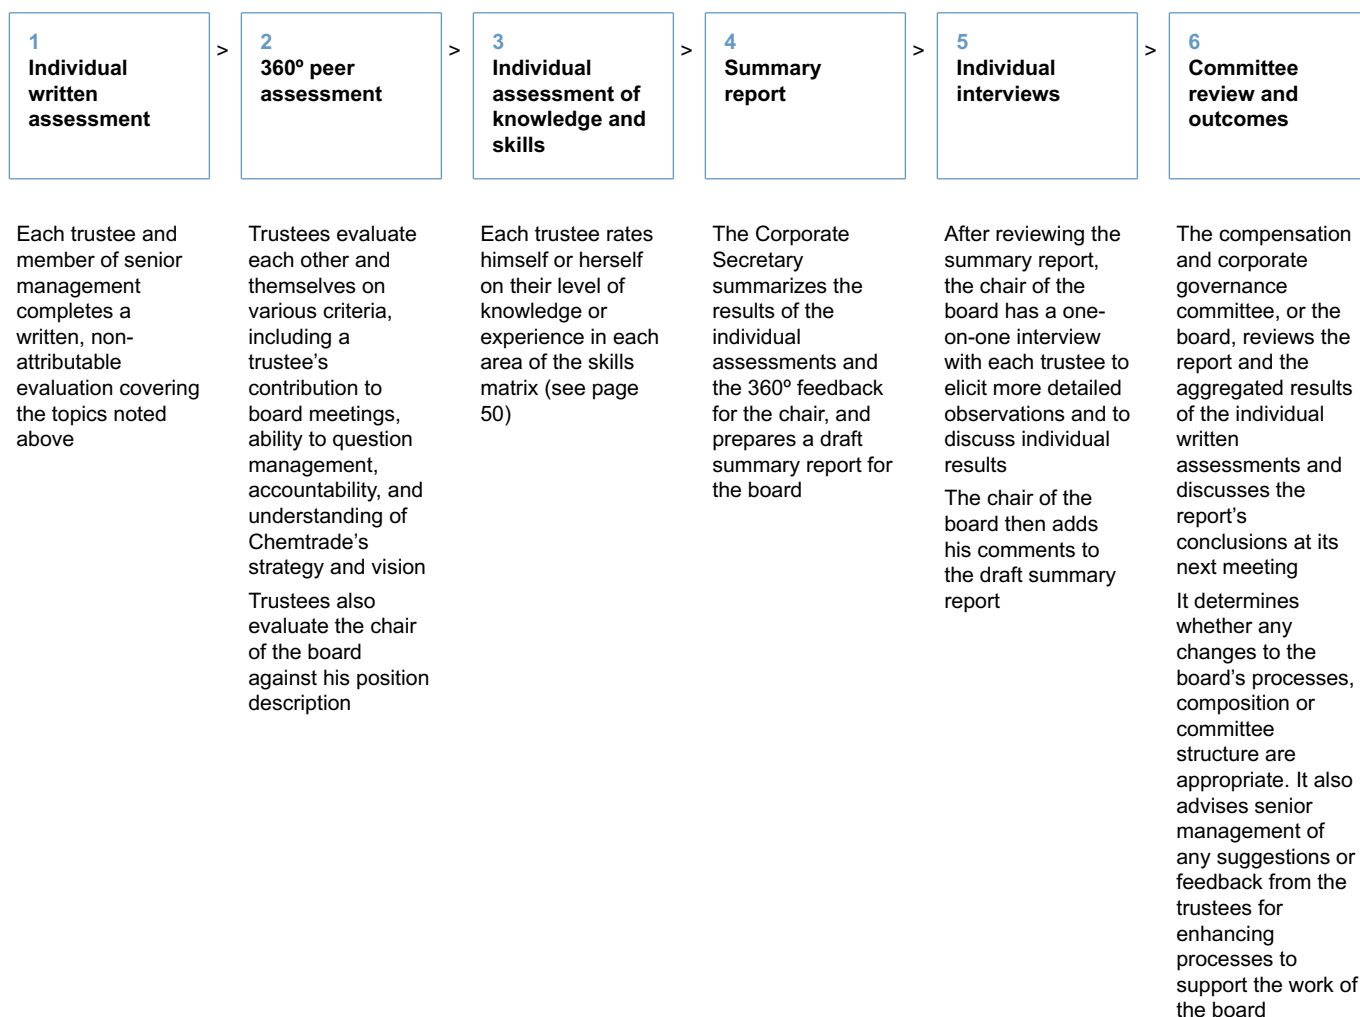 1
Individual
written
assessment
>
2
360º peer
assessment
>
3
Individual
assessment of
knowledge and
skills
>
4
Summary
report
>
5
Individual
interviews
>
6
Committee
review and
outcomes
Each trustee and
member of senior
management
completes a
written, non-
attributable
evaluation covering
the topics noted
above
Trustees evaluate
each other and
themselves on
various criteria,
including a
trustee’s
contribution to
board meetings,
ability to question
management,
accountability, and
understanding of
Chemtrade’s
strategy and vision
Trustees also
evaluate the chair
of the board
against his position
description
Each trustee rates
himself or herself
on their level of
knowledge or
experience in each
area of the skills
matrix (see page
50)
The Corporate
Secretary
summarizes the
results of the
individual
assessments and
the 360º feedback
for the chair, and
prepares a draft
summary report for
the board
After reviewing the
summary report,
the chair of the
board has a one-
on-one interview
with each trustee to
elicit more detailed
observations and to
discuss individual
results
The chair of the
board then adds
his comments to
the draft summary
report
The compensation
and corporate
governance
committee, or the
board, reviews the
report and the
aggregated results
of the individual
written
assessments and
discusses the
report’s
conclusions at its
next meeting
It determines
whether any
changes to the
board’s processes,
composition or
committee
structure are
appropriate. It also
advises senior
management of
any suggestions or
feedback from the
trustees for
enhancing
processes to
support the work of
the board